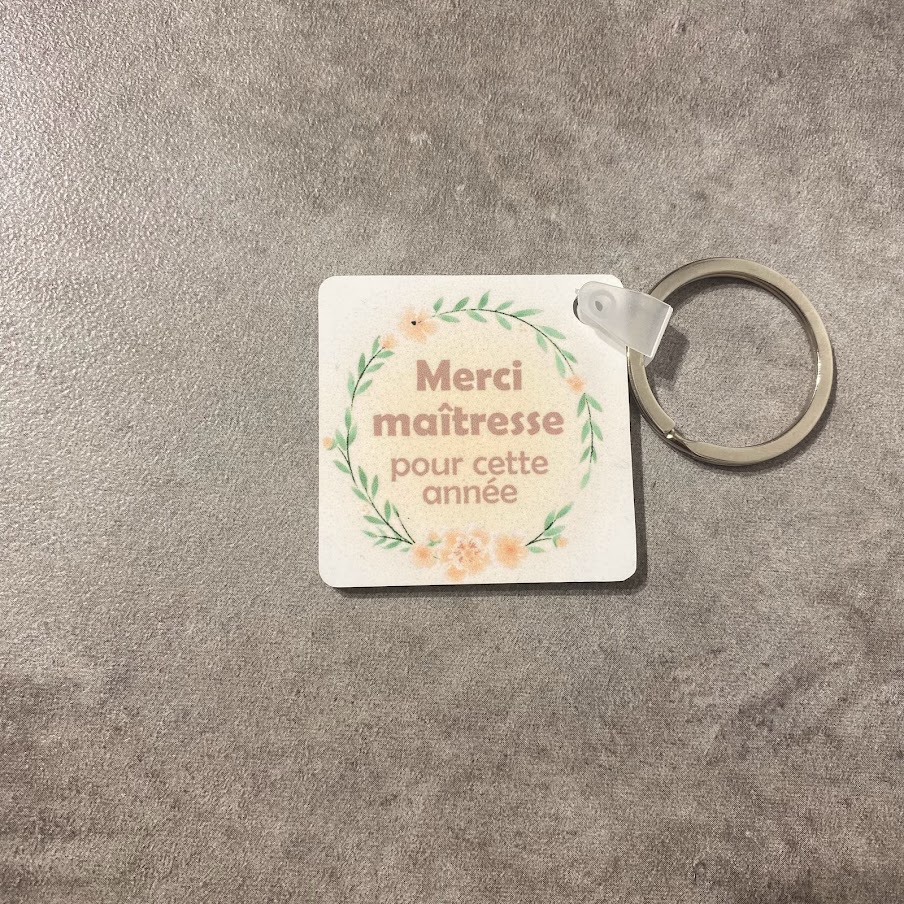 Merci
maîtresse
pour cette
année